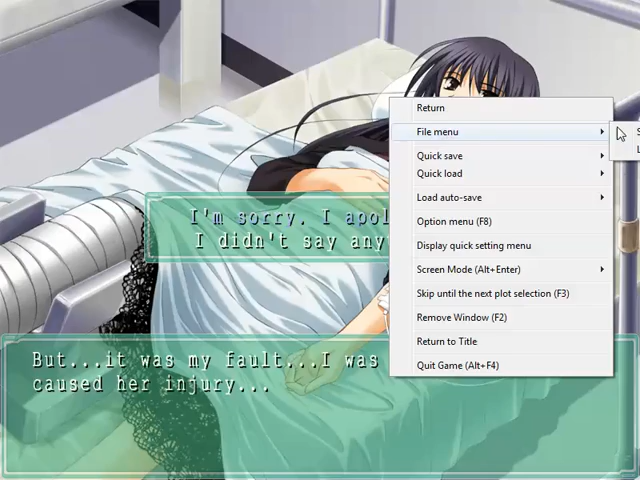 Return
File menu
Quick save
Quick load
Load auto-save
Option menu (F8)
Display quick setting menu
Screen Mode (Alt+Enter)
Skip until the next plot selection (F3)
Remove Window (F2)
Return to Title
Quit Game (Alt+F4)
I'm sorry. I
I didn't say
But...it was my fault...I was
caused her injury...